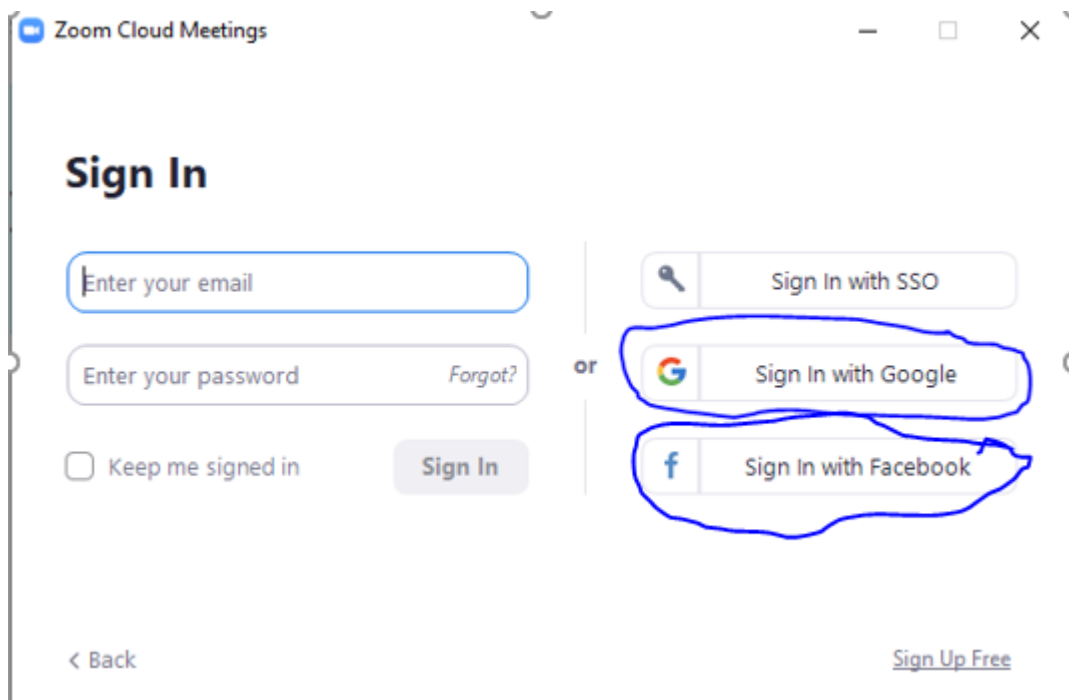 Zoom Cloud Meetings
Sign In
Enter your email
Enter your password
Forgot?
Keep me signed in
Sign In
or
Sign In with SSO
Sign In with Google
Sign In with Facebook
< Back
Sign Up Free